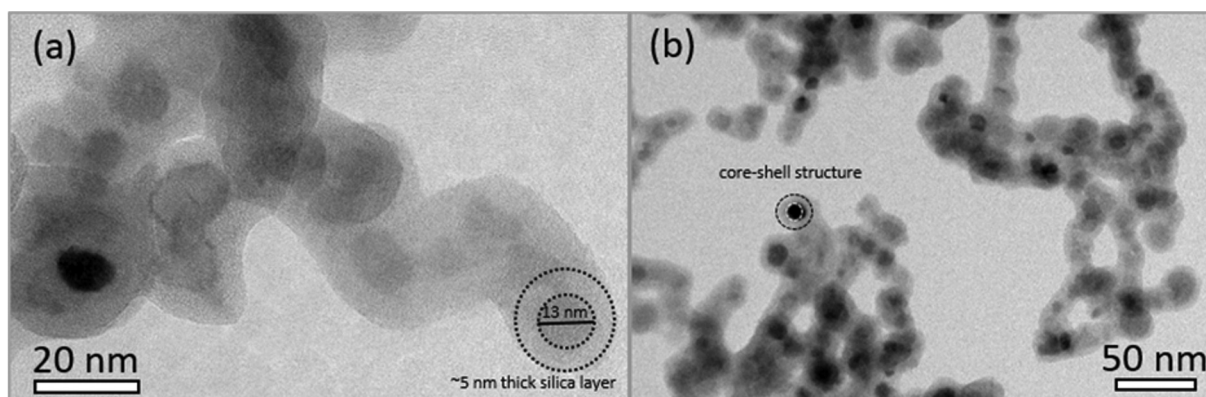 (a)
13 nm
~5 nm thick silica layer
20 nm
(b)
core-shell structure
50 nm